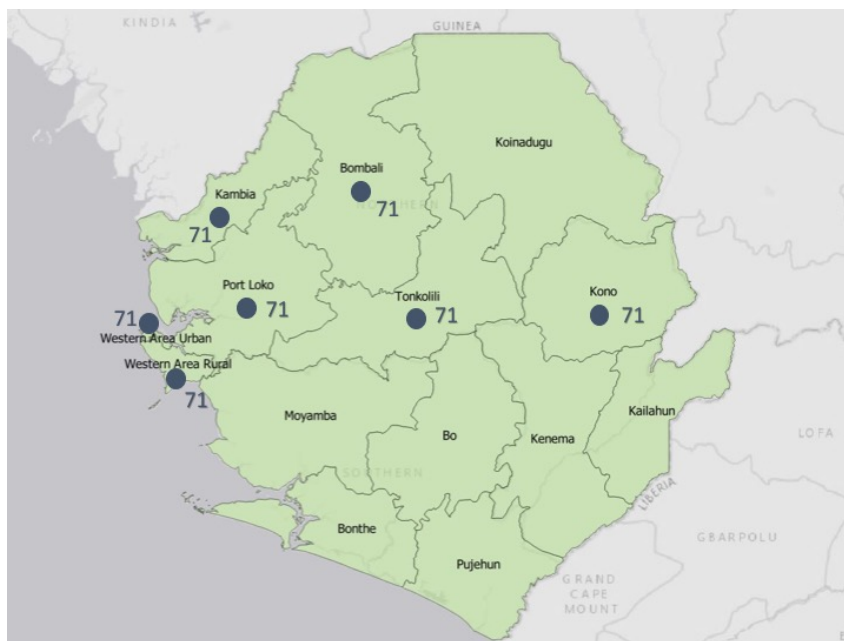 KINDIA
GUINEA
Koinadugu
Bombali
NORTHERN
71
Kambia
71
Port Loko
71
Tonkolili
71
Kono
71
71
Western Area Urban
Western Area Rural
71
Moyamba
Bo
Kenema
Kailahun
LOFA
SOUTHERN
LIBERIA
Bonthe
GBARPOLU
Pujehun
GRAND
CAPE
MOUNT